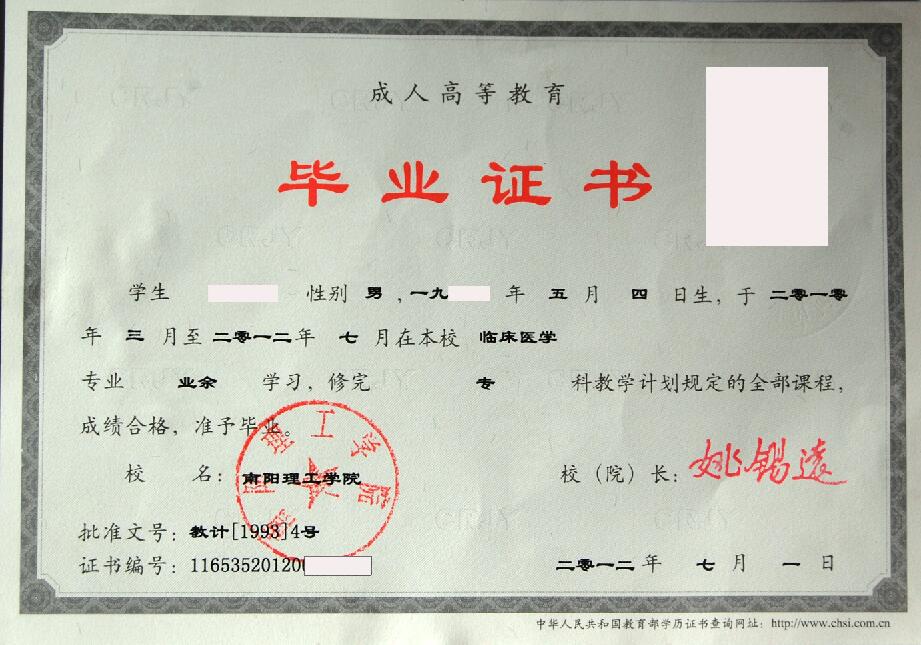 成人高等教育
毕业证书
学生 性别 男 ,一九 年 五 月 四 日生,于 二零一零
年 三 月至 二零一二年 七 月在本校 临床医学
专业 业余 学习,修完 专 科教学计划规定的全部课程,
成绩合格,准予毕业。
校 名: 南阳理工学院
南阳理工学院
校(院)长: 姚锡远
批准文号: 教计[1993]4号
证书编号: 11653520120
二零一二年 七 月 一 日
中华人民共和国教育部学历证书查询网址: http://www.chsi.com.cn